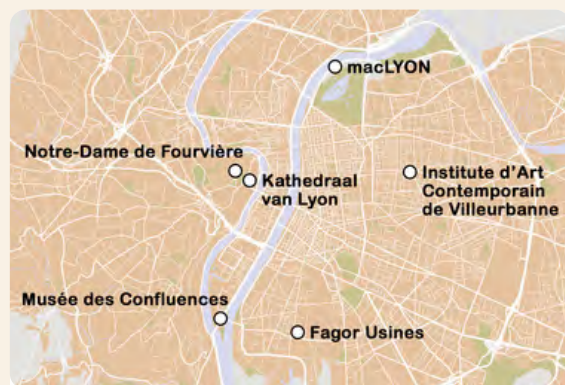 macLYON
Notre-Dame de Fourvière
Kathedraal
van Lyon
Institute d'Art
Contemporain
de Villeurbanne
Musée des Confluences
Fagor Usines